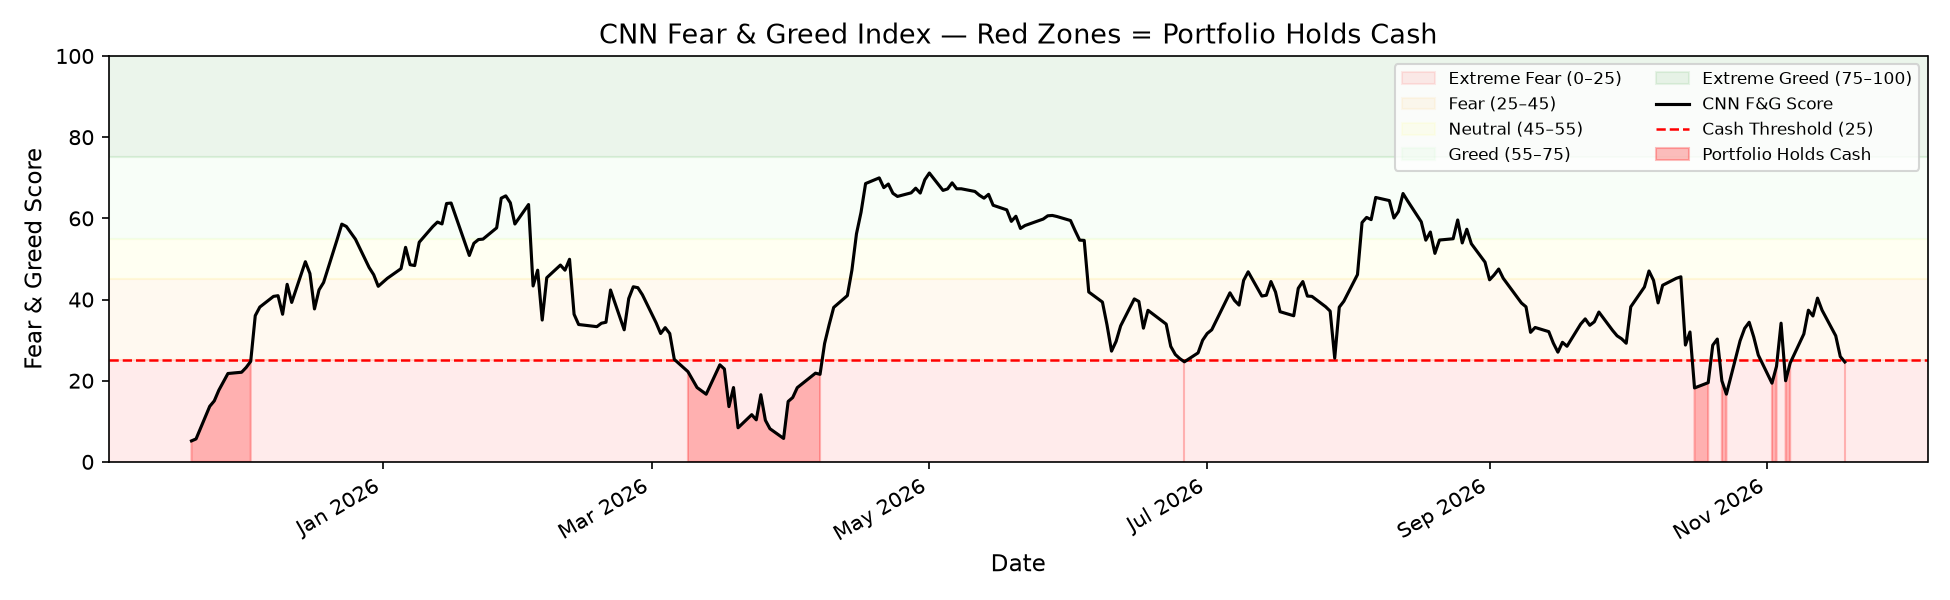 CNN Fear & Greed Index — Red Zones = Portfolio Holds Cash
Fear & Greed Score
100
80
60
40
20
0
Extreme Fear (0–25)
Fear (25–45)
Neutral (45–55)
Greed (55–75)
Extreme Greed (75–100)
CNN F&G Score
Cash Threshold (25)
Portfolio Holds Cash
Jan 2026
Mar 2026
May 2026
Jul 2026
Sep 2026
Nov 2026
Date